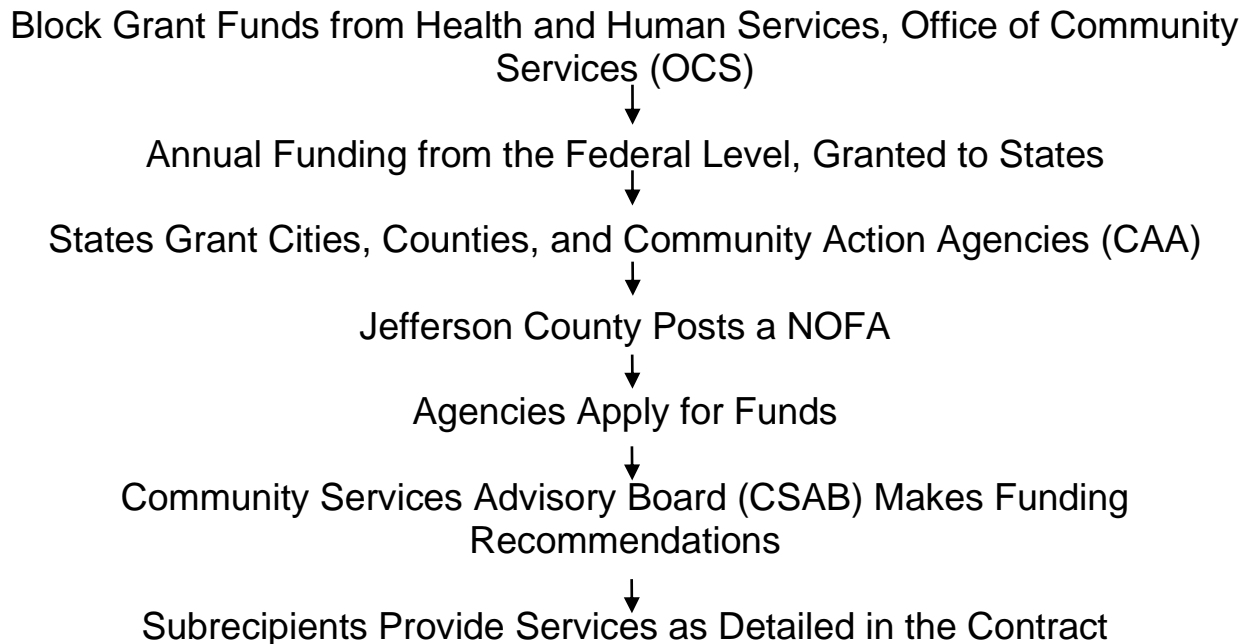 Block Grant Funds from Health and Human Services, Office of Community
Services (OCS)
Annual Funding from the Federal Level, Granted to States
States Grant Cities, Counties, and Community Action Agencies (CAA)
Jefferson County Posts a NOFA
Agencies Apply for Funds
Community Services Advisory Board (CSAB) Makes Funding
Recommendations
Subrecipients Provide Services as Detailed in the Contract